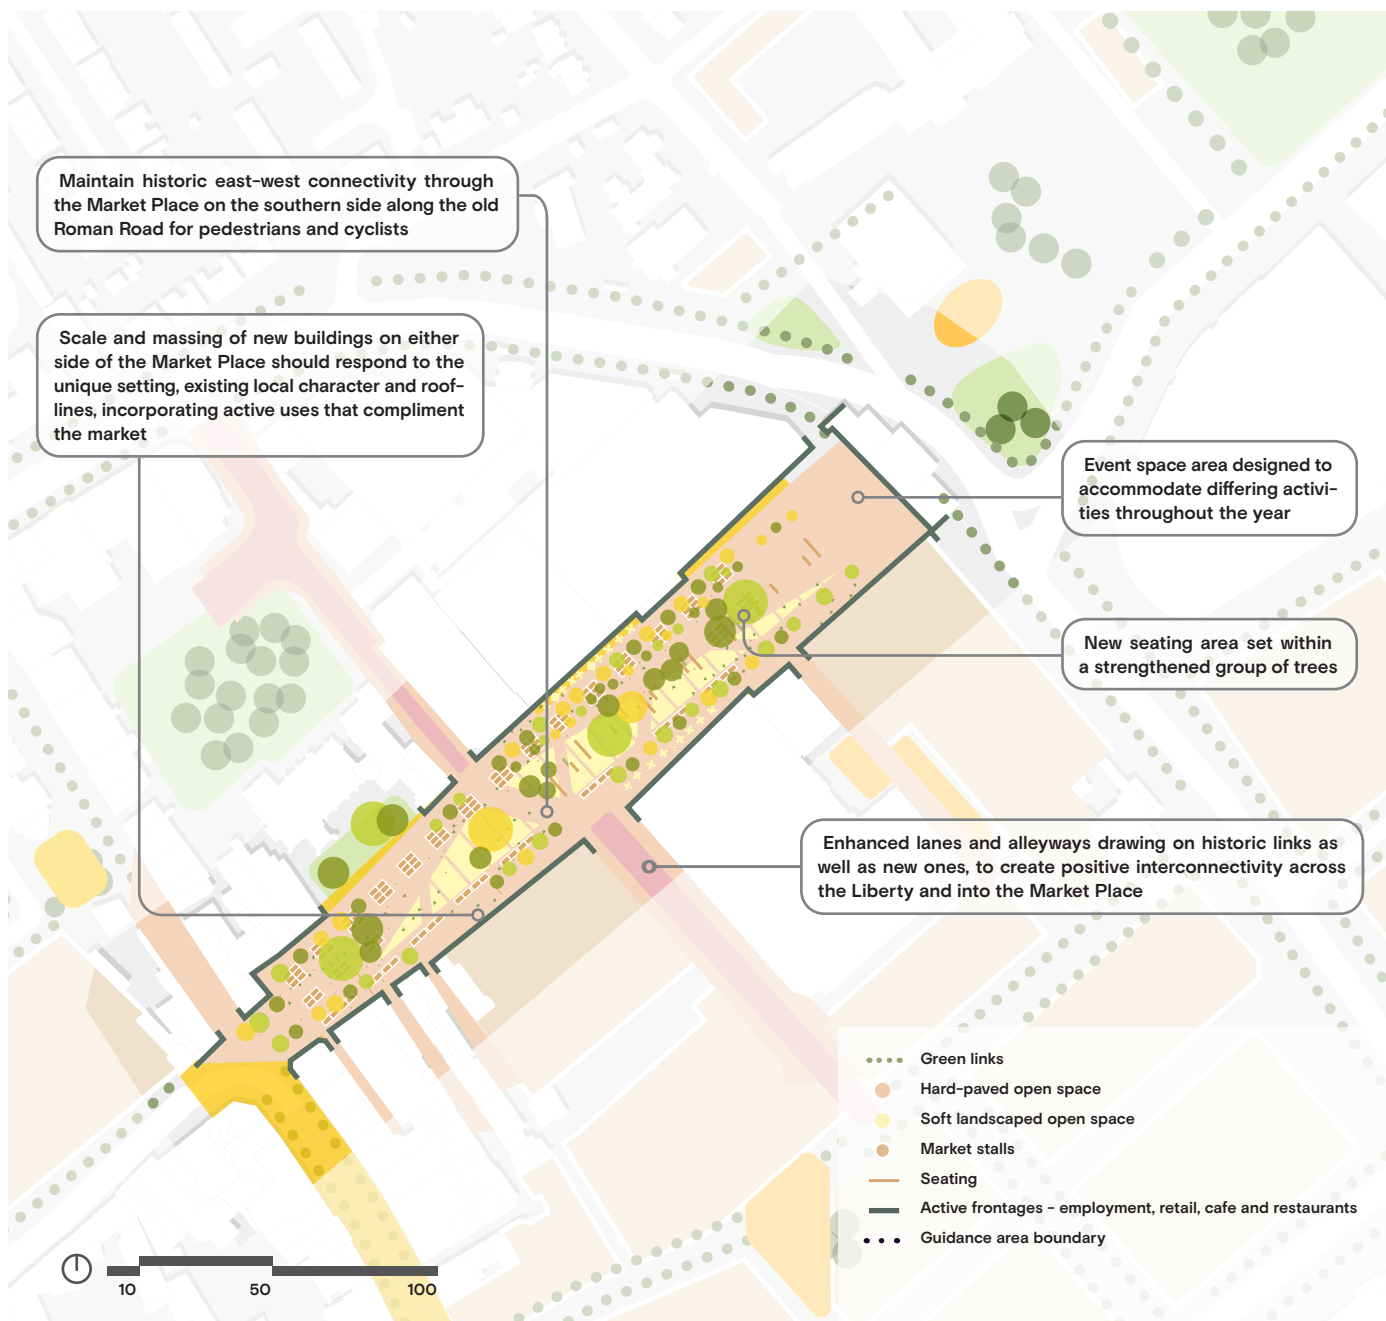 Maintain historic east-west connectivity through
the Market Place on the southern side along the old
Roman Road for pedestrians and cyclists
Scale and massing of new buildings on either
side of the Market Place should respond to the
unique setting, existing local character and roof-
lines, incorporating active uses that compliment
the market
Event space area designed to
accommodate differing activi-
ties throughout the year
New seating area set within
a strengthened group of trees
Enhanced lanes and alleyways drawing on historic links as
well as new ones, to create positive interconnectivity across
the Liberty and into the Market Place
Green links
Hard-paved open space
Soft landscaped open space
Market stalls
Seating
Active frontages - employment, retail, cafe and restaurants
Guidance area boundary
10 50 100